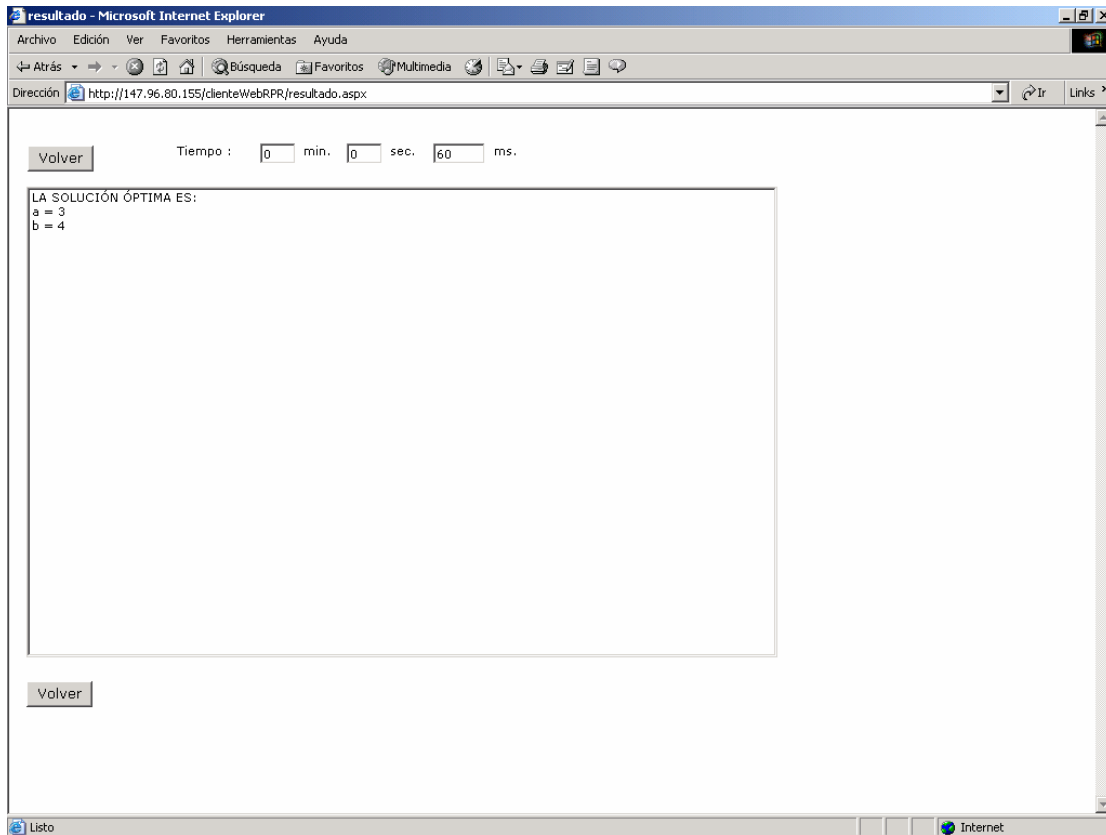 resultado - Microsoft Internet Explorer
Archivo Edición Ver Favoritos Herramientas Ayuda
Atrás Búsqueda Favoritos Multimedia
Dirección http://147.96.80.155/clienteWebRPR/resultado.aspx Ir Links
Volver Tiempo : 0 min. 0 sec. 60 ms.
LA SOLUCIÓN ÓPTIMA ES:
a = 3
b = 4
Volver
Listo Internet